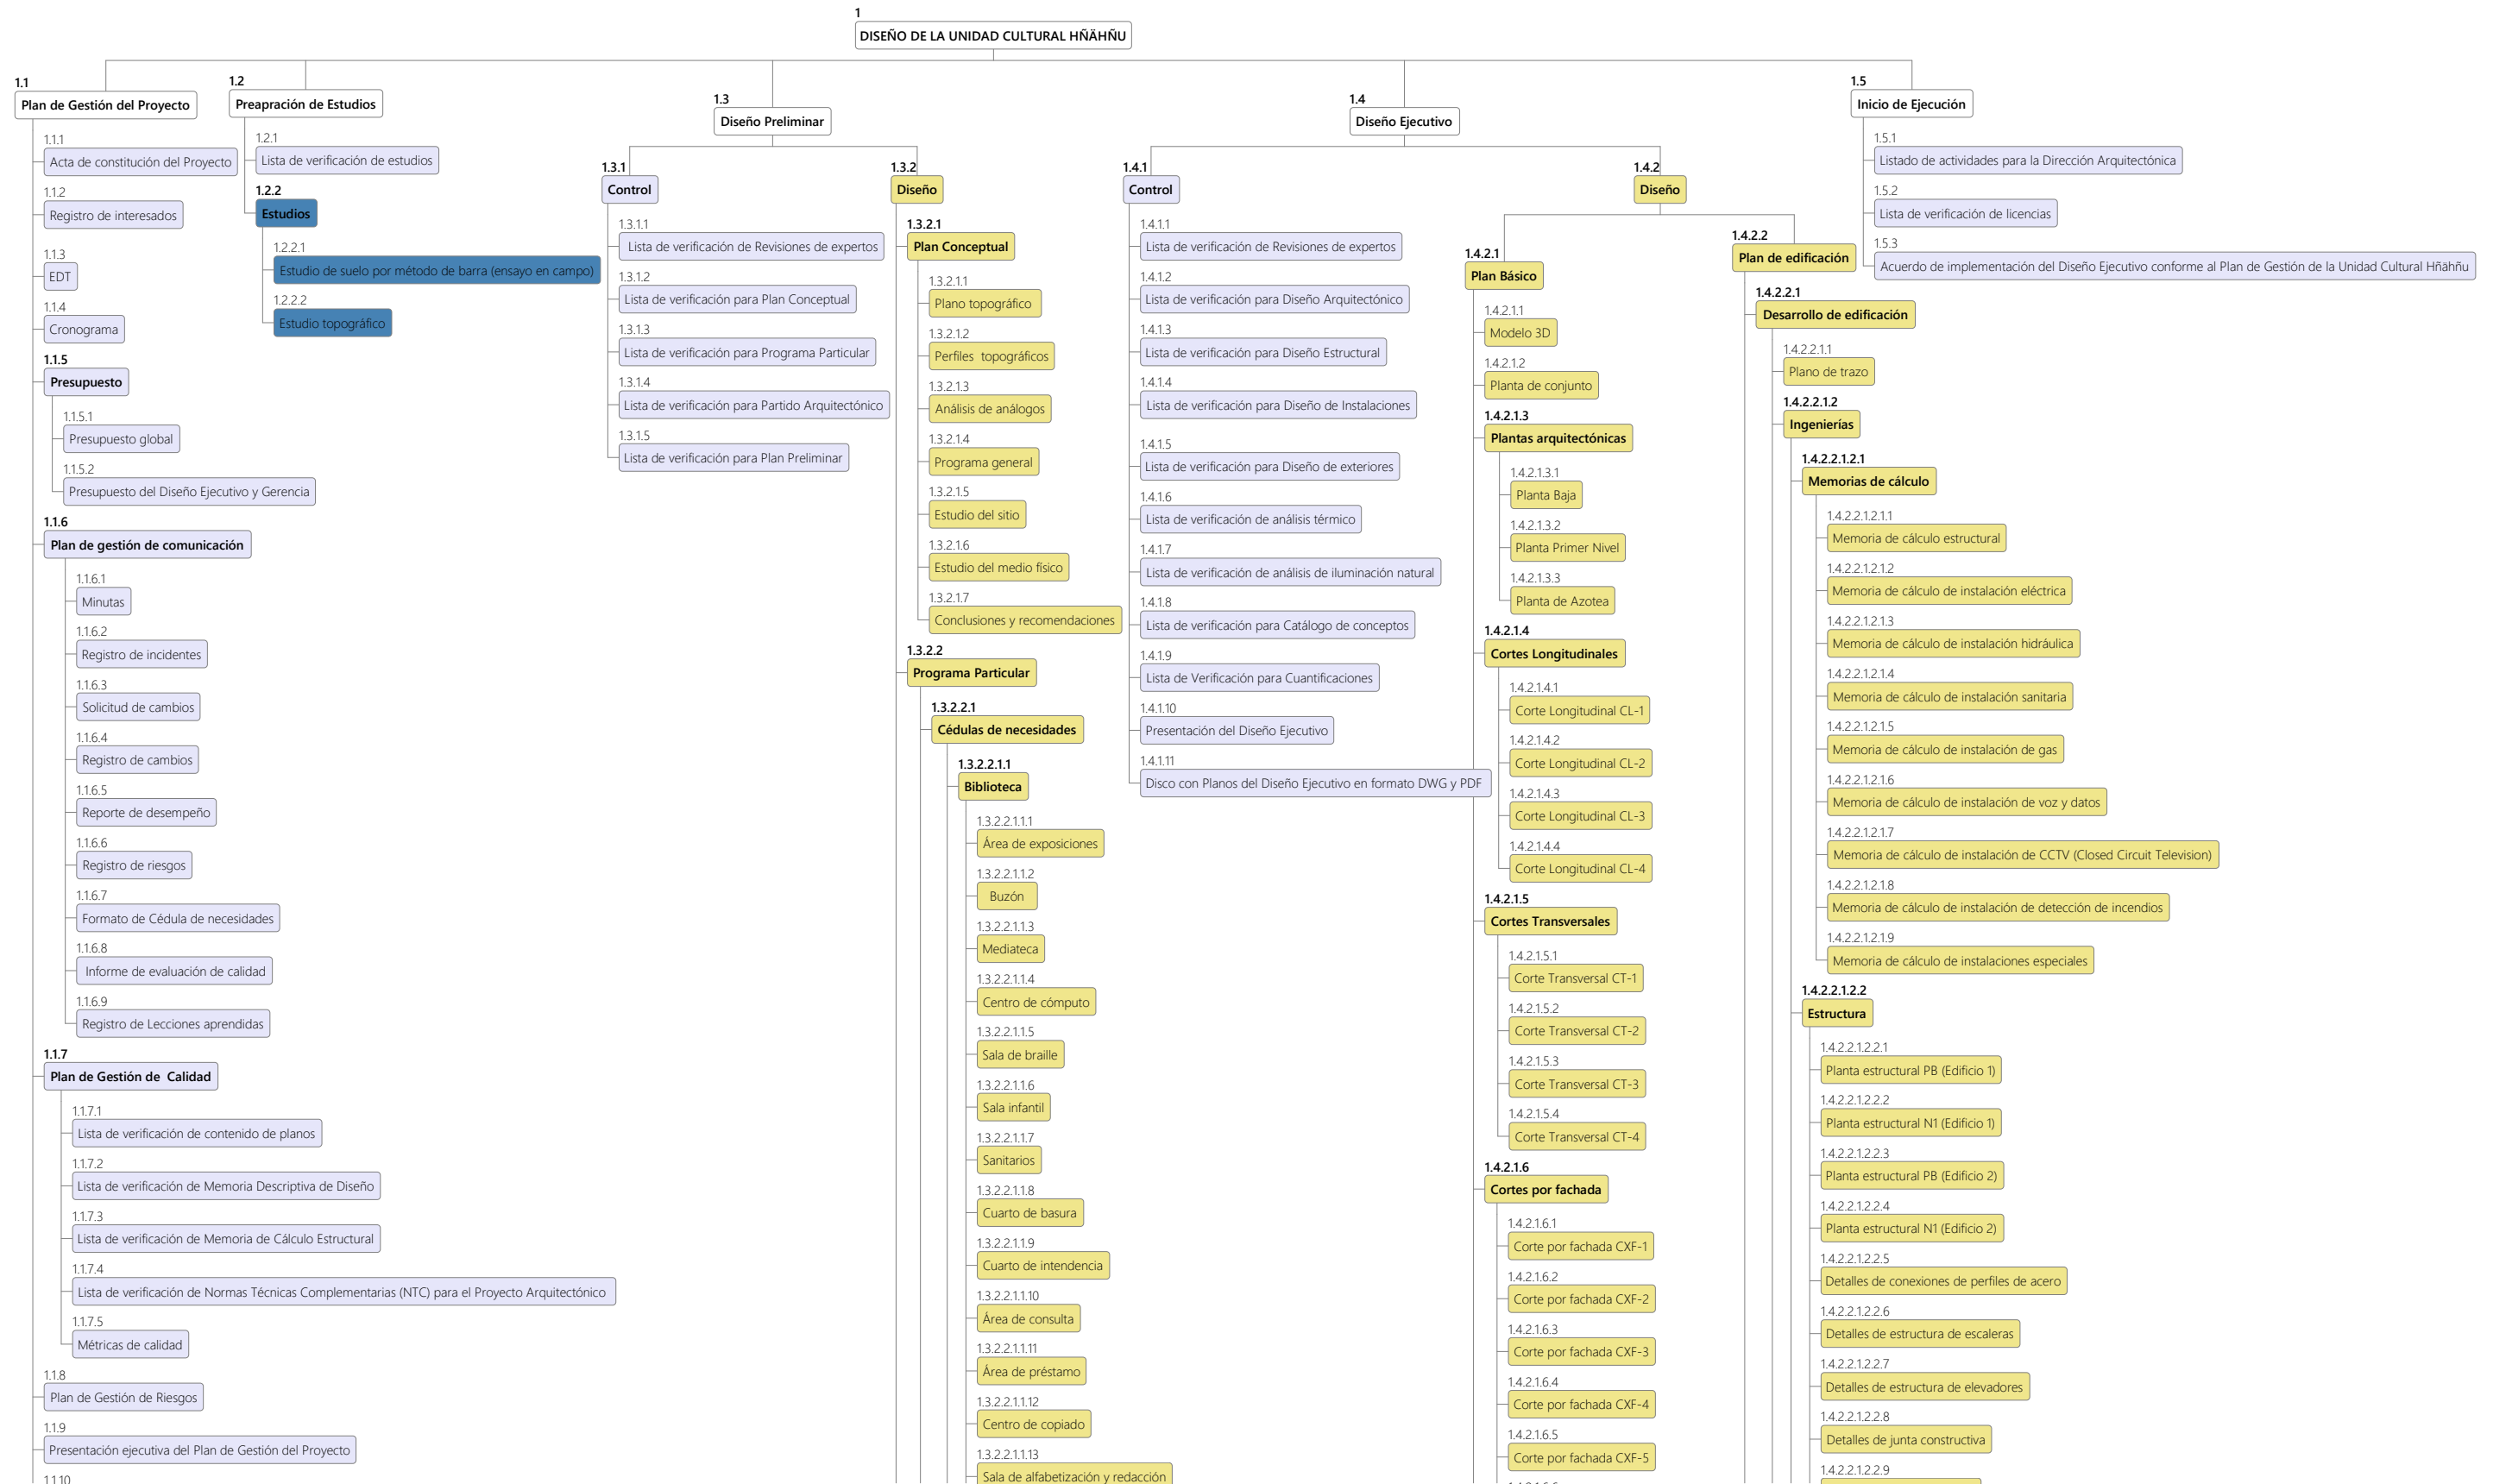 1
DISEÑO DE LA UNIDAD CULTURAL HÑÄHÑU
1.1
Plan de Gestión del Proyecto
1.1.1
Acta de constitución del Proyecto
1.1.2
Registro de interesados
1.1.3
EDT
1.1.4
Cronograma
1.1.5
Presupuesto
1.1.5.1
Presupuesto global
1.1.5.2
Presupuesto del Diseño Ejecutivo y Gerencia
1.1.6
Plan de gestión de comunicación
1.1.6.1
Minutas
1.1.6.2
Registro de incidentes
1.1.6.3
Solicitud de cambios
1.1.6.4
Registro de cambios
1.1.6.5
Reporte de desempeño
1.1.6.6
Registro de riesgos
1.1.6.7
Formato de Cédula de necesidades
1.1.6.8
Informe de evaluación de calidad
1.1.6.9
Registro de Lecciones aprendidas
1.1.7
Plan de Gestión de Calidad
1.1.7.1
Lista de verificación de contenido de planos
1.1.7.2
Lista de verificación de Memoria Descriptiva de Diseño
1.1.7.3
Lista de verificación de Memoria de Cálculo Estructural
1.1.7.4
Lista de verificación de Normas Técnicas Complementarias (NTC) para el Proyecto Arquitectónico
1.1.7.5
Métricas de calidad
1.1.8
Plan de Gestión de Riesgos
1.1.9
Presentación ejecutiva del Plan de Gestión del Proyecto
1.1.10
1.2
Preapración de Estudios
1.2.1
Lista de verificación de estudios
1.2.2
Estudios
1.2.2.1
Estudio de suelo por método de barra (ensayo en campo)
1.2.2.2
Estudio topográfico
1.3
Diseño Preliminar
1.3.1
Control
1.3.1.1
Lista de verificación de Revisiones de expertos
1.3.1.2
Lista de verificación para Plan Conceptual
1.3.1.3
Lista de verificación para Programa Particular
1.3.1.4
Lista de verificación para Partido Arquitectónico
1.3.1.5
Lista de verificación para Plan Preliminar
1.3.2
Diseño
1.3.2.1
Plan Conceptual
1.3.2.1.1
Plano topográfico
1.3.2.1.2
Perfiles topográficos
1.3.2.1.3
Análisis de análogos
1.3.2.1.4
Programa general
1.3.2.1.5
Estudio del sitio
1.3.2.1.6
Estudio del medio físico
1.3.2.1.7
Conclusiones y recomendaciones
1.3.2.2
Programa Particular
1.3.2.2.1
Cédulas de necesidades
1.3.2.2.1.1
Biblioteca
1.3.2.2.1.1.1
Área de exposiciones
1.3.2.2.1.1.2
Buzón
1.3.2.2.1.1.3
Mediateca
1.3.2.2.1.1.4
Centro de cómputo
1.3.2.2.1.1.5
Sala de braille
1.3.2.2.1.1.6
Sala infantil
1.3.2.2.1.1.7
Sanitarios
1.3.2.2.1.1.8
Cuarto de basura
1.3.2.2.1.1.9
Cuarto de intendencia
1.3.2.2.1.1.10
Área de consulta
1.3.2.2.1.1.11
Área de préstamo
1.3.2.2.1.1.12
Centro de copiado
1.3.2.2.1.1.13
Sala de alfabetización y redacción
1.4
Diseño Ejecutivo
1.4.1
Control
1.4.1.1
Lista de verificación de Revisiones de expertos
1.4.1.2
Lista de verificación para Diseño Arquitectónico
1.4.1.3
Lista de verificación para Diseño Estructural
1.4.1.4
Lista de verificación para Diseño de Instalaciones
1.4.1.5
Lista de verificación para Diseño de exteriores
1.4.1.6
Lista de verificación de análisis térmico
1.4.1.7
Lista de verificación de análisis de iluminación natural
1.4.1.8
Lista de verificación para Catálogo de conceptos
1.4.1.9
Lista de Verificación para Cuantificaciones
1.4.1.10
Presentación del Diseño Ejecutivo
1.4.1.11
Disco con Planos del Diseño Ejecutivo en formato DWG y PDF
1.4.2
Diseño
1.4.2.1
Plan Básico
1.4.2.1.1
Modelo 3D
1.4.2.1.2
Planta de conjunto
1.4.2.1.3
Plantas arquitectónicas
1.4.2.1.3.1
Planta Baja
1.4.2.1.3.2
Planta Primer Nivel
1.4.2.1.3.3
Planta de Azotea
1.4.2.1.4
Cortes Longitudinales
1.4.2.1.4.1
Corte Longitudinal CL-1
1.4.2.1.4.2
Corte Longitudinal CL-2
1.4.2.1.4.3
Corte Longitudinal CL-3
1.4.2.1.4.4
Corte Longitudinal CL-4
1.4.2.1.5
Cortes Transversales
1.4.2.1.5.1
Corte Transversal CT-1
1.4.2.1.5.2
Corte Transversal CT-2
1.4.2.1.5.3
Corte Transversal CT-3
1.4.2.1.5.4
Corte Transversal CT-4
1.4.2.1.6
Cortes por fachada
1.4.2.1.6.1
Corte por fachada CXF-1
1.4.2.1.6.2
Corte por fachada CXF-2
1.4.2.1.6.3
Corte por fachada CXF-3
1.4.2.1.6.4
Corte por fachada CXF-4
1.4.2.1.6.5
Corte por fachada CXF-5
1.4.2.2
Plan de edificación
1.4.2.2.1
Desarrollo de edificación
1.4.2.2.1.1
Plano de trazo
1.4.2.2.1.2
Ingenierías
1.4.2.2.1.2.1
Memorias de cálculo
1.4.2.2.1.2.1.1
Memoria de cálculo estructural
1.4.2.2.1.2.1.2
Memoria de cálculo de instalación eléctrica
1.4.2.2.1.2.1.3
Memoria de cálculo de instalación hidráulica
1.4.2.2.1.2.1.4
Memoria de cálculo de instalación sanitaria
1.4.2.2.1.2.1.5
Memoria de cálculo de instalación de gas
1.4.2.2.1.2.1.6
Memoria de cálculo de instalación de voz y datos
1.4.2.2.1.2.1.7
Memoria de cálculo de instalación de CCTV (Closed Circuit Television)
1.4.2.2.1.2.1.8
Memoria de cálculo de instalación de detección de incendios
1.4.2.2.1.2.1.9
Memoria de cálculo de instalaciones especiales
1.4.2.2.1.2.2
Estructura
1.4.2.2.1.2.2.1
Planta estructural PB (Edificio 1)
1.4.2.2.1.2.2.2
Planta estructural N1 (Edificio 1)
1.4.2.2.1.2.2.3
Planta estructural PB (Edificio 2)
1.4.2.2.1.2.2.4
Planta estructural N1 (Edificio 2)
1.4.2.2.1.2.2.5
Detalles de conexiones de perfiles de acero
1.4.2.2.1.2.2.6
Detalles de estructura de escaleras
1.4.2.2.1.2.2.7
Detalles de estructura de elevadores
1.4.2.2.1.2.2.8
Detalles de junta constructiva
1.4.2.2.1.2.2.9
1.5
Inicio de Ejecución
1.5.1
Listado de actividades para la Dirección Arquitectónica
1.5.2
Lista de verificación de licencias
1.5.3
Acuerdo de implementación del Diseño Ejecutivo conforme al Plan de Gestión de la Unidad Cultural Hñähñu